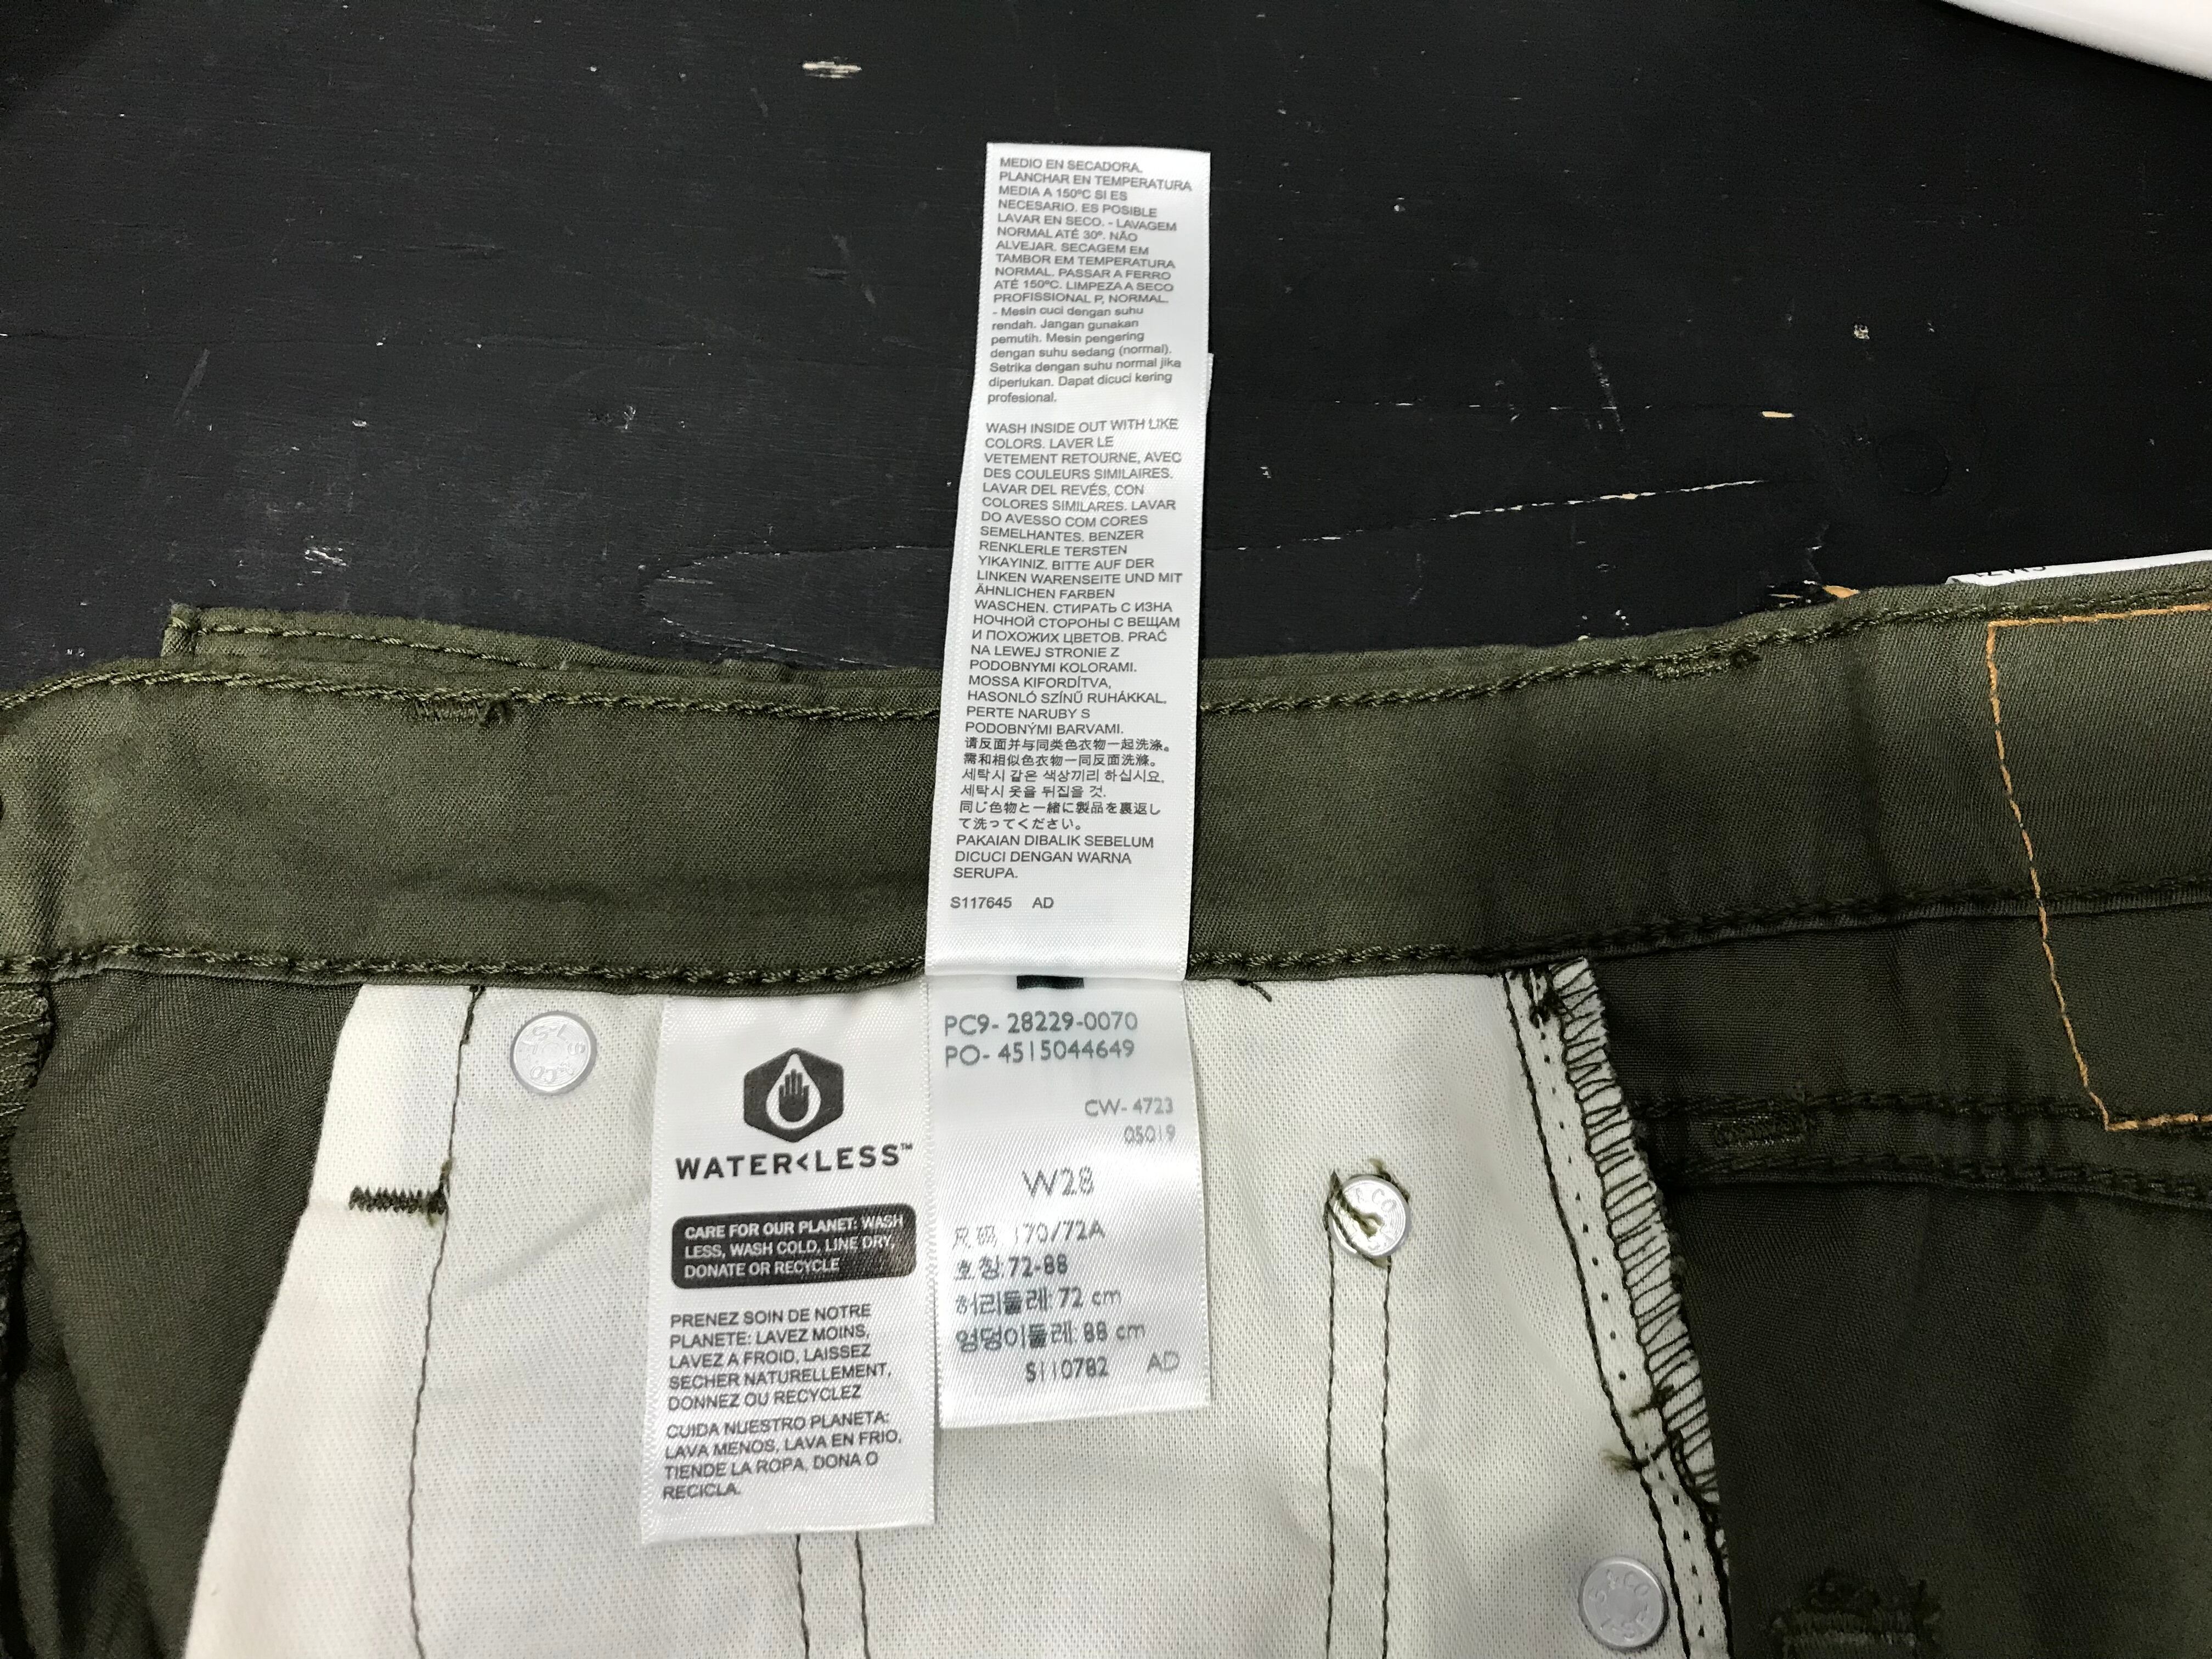 MEDIO EN SECADORA.
PLANCHAR EN TEMPERATURA
MEDIA A 150ºC SI ES
NECESARIO. ES POSIBLE
LAVAR EN SECO. - LAVAGEM
NORMAL ATÉ 30º. NÃO
ALVEJAR. SECAGEM EM
TAMBOR EM TEMPERATURA
NORMAL. PASSAR A FERRO
ATÉ 150ºC. LIMPEZA A SECO
PROFISSIONAL P, NORMAL.
- Mesin cuci dengan suhu
rendah. Jangan gunakan
pemutih. Mesin pengering
dengan suhu sedang (normal).
Setrika dengan suhu normal jika
diperlukan. Dapat dicuci kering
profesional.
WASH INSIDE OUT WITH LIKE
COLORS. LAVER LE
VETEMENT RETOURNE, AVEC
DES COULEURS SIMILAIRES.
LAVAR DEL REVÉS, CON
COLORES SIMILARES. LAVAR
DO AVESSO COM CORES
SEMELHANTES. BENZER
RENKLERLE TERSTEN
YIKAYINIZ. BITTE AUF DER
LINKEN WARENSEITE UND MIT
ÄHNLICHEN FARBEN
WASCHEN. СТИРАТЬ С ИЗНА
НОЧНОЙ СТОРОНЫ С ВЕЩАМ
И ПОХОЖИХ ЦВЕТОВ. PRAĆ
NA LEWEJ STRONIE Z
PODOBNYMI KOLORAMI.
MOSSA KIFORDÍTVA,
HASONLÓ SZÍNŰ RUHÁKKAL.
PERTE NARUBY S
PODOBNÝMI BARVAMI.
请反面并与同类色衣物一起洗涤。
需和相似色衣物一同反面洗滌。
세탁시 같은 색상끼리 하십시요.
세탁시 옷을 뒤집을 것.
同じ色物と一緒に製品を裏返し
て洗ってください。
PAKAIAN DIBALIK SEBELUM
DICUCI DENGAN WARNA
SERUPA.
S117645 AD
PC9- 28229-0070
PO- 4515044649
CW- 4723
05019
W28
尺码 170/72A
호칭: 72-88
허리둘레: 72 cm
엉덩이둘레: 88 cm
S110782 AD
WATER<LESS™
CARE FOR OUR PLANET: WASH
LESS, WASH COLD, LINE DRY,
DONATE OR RECYCLE
PRENEZ SOIN DE NOTRE
PLANETE: LAVEZ MOINS,
LAVEZ A FROID, LAISSEZ
SECHER NATURELLEMENT,
DONNEZ OU RECYCLEZ
CUIDA NUESTRO PLANETA:
LAVA MENOS, LAVA EN FRIO,
TIENDE LA ROPA, DONA O
RECICLA.